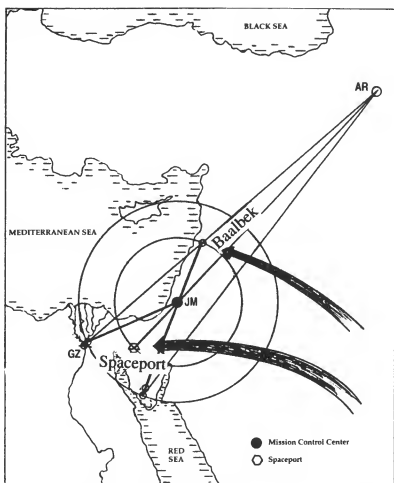 BLACK SEA
AR
Baalbek
MEDITERRANEAN SEA
JM
GZ
Spaceport
RED
SEA
Mission Control Center
Spaceport